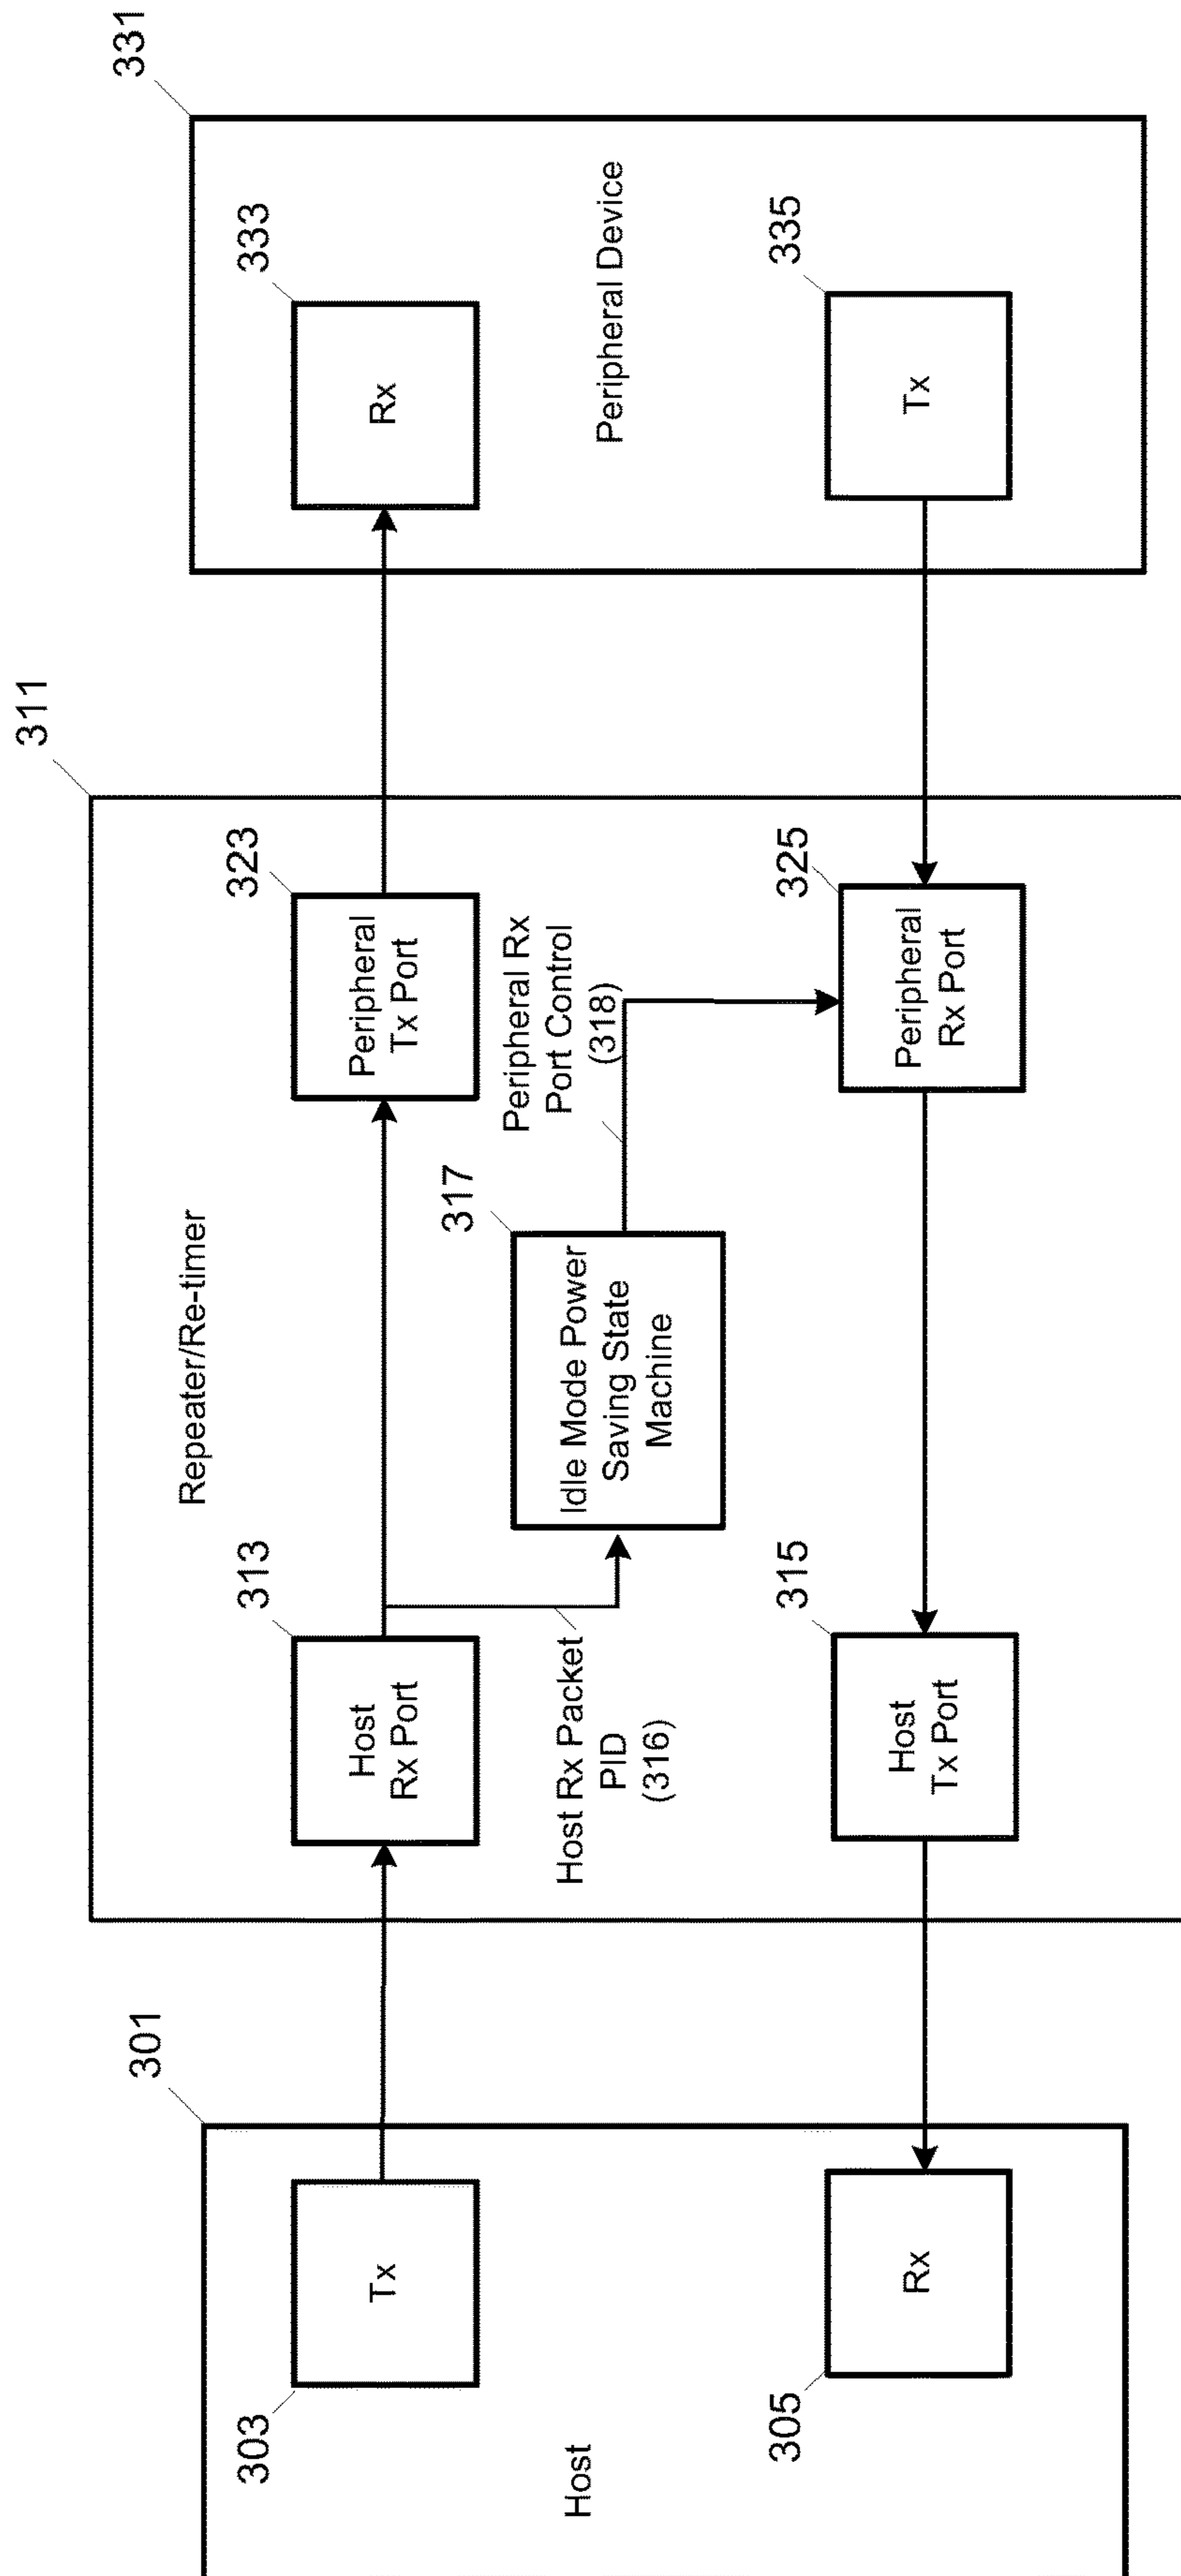 301
Host
303
Tx
305
Rx
311
Repeater/Re-timer
313
Host
Rx Port
Host Rx Packet
PID
(316)
315
Host
Tx Port
317
Idle Mode Power
Saving State
Machine
Peripheral Rx
Port Control
(318)
323
Peripheral
Tx Port
325
Peripheral
Rx Port
331
Peripheral Device
333
Rx
335
Tx